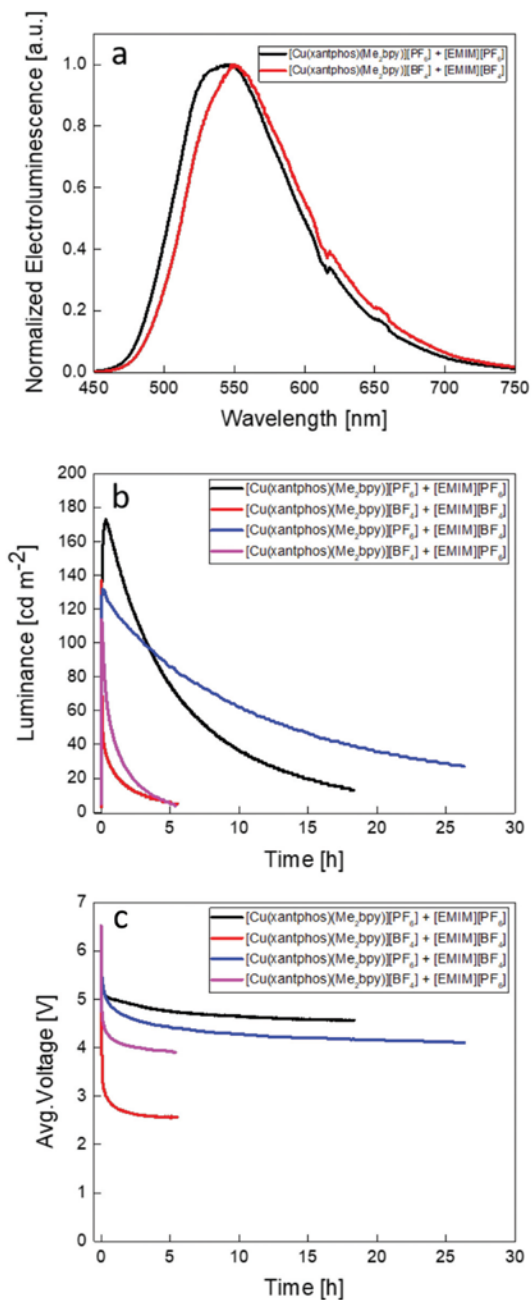 a
[Cu(xantphos)(Me₂bpy)][PF₆] + [EMIM][PF₆]
[Cu(xantphos)(Me₂bpy)][BF₄] + [EMIM][BF₄]
Normalized Electroluminescence [a.u.]
1.0
0.8
0.6
0.4
0.2
0.0
450 500 550 600 650 700 750
Wavelength [nm]
b
[Cu(xantphos)(Me₂bpy)][PF₆] + [EMIM][PF₆]
[Cu(xantphos)(Me₂bpy)][BF₄] + [EMIM][BF₄]
[Cu(xantphos)(Me₂bpy)][PF₆] + [EMIM][BF₄]
[Cu(xantphos)(Me₂bpy)][BF₄] + [EMIM][PF₆]
Luminance [cd m⁻²]
200
180
160
140
120
100
80
60
40
20
0
0 5 10 15 20 25 30
Time [h]
c
[Cu(xantphos)(Me₂bpy)][PF₆] + [EMIM][PF₆]
[Cu(xantphos)(Me₂bpy)][BF₄] + [EMIM][BF₄]
[Cu(xantphos)(Me₂bpy)][PF₆] + [EMIM][BF₄]
[Cu(xantphos)(Me₂bpy)][BF₄] + [EMIM][PF₆]
Avg.Voltage [V]
7
6
5
4
3
2
1
0
0 5 10 15 20 25 30
Time [h]